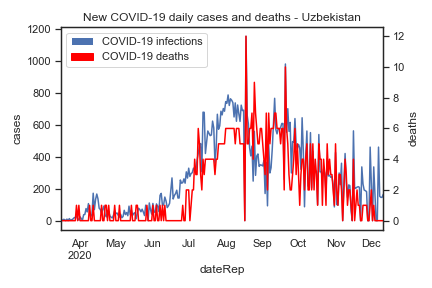 New COVID-19 daily cases and deaths - Uzbekistan
COVID-19 infections
COVID-19 deaths
1200
1000
800
600
400
200
0
cases
12
10
8
6
4
2
0
deaths
Apr May Jun Jul Aug Sep Oct Nov Dec
2020
dateRep